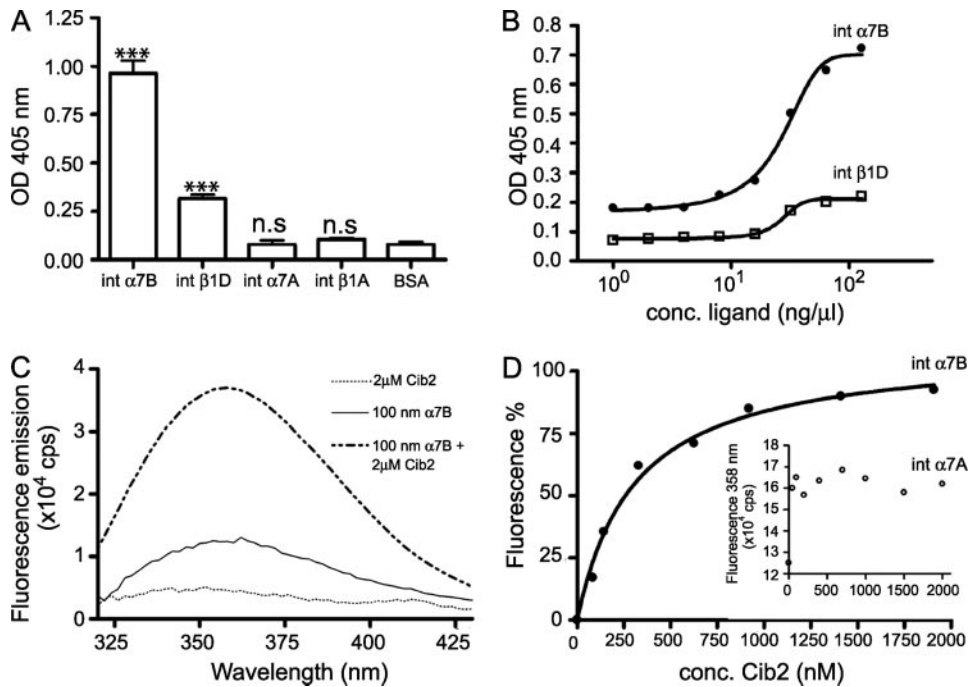 A
OD 405 nm
1.25
1.00
0.75
0.50
0.25
0.00
***
***
n.s
n.s
int α7B
int β1D
int α7A
int β1A
BSA
B
OD 405 nm
0.8
0.7
0.6
0.5
0.4
0.3
0.2
0.1
0.0
int α7B
int β1D
10⁰
10¹
10²
conc. ligand (ng/μl)
C
Fluorescence emission
(x10⁴ cps)
4
3
2
1
0
2μM Cib2
100 nm α7B
100 nm α7B +
2μM Cib2
325
350
375
400
425
Wavelength (nm)
D
Fluorescence %
100
75
50
25
0
int α7B
int α7A
Fluorescence 358 nm
(x10⁴ cps)
18
17
16
15
14
13
12
0
500
1000
1500
2000
0
250
500
750
1000
1250
1500
1750
2000
conc. Cib2 (nM)